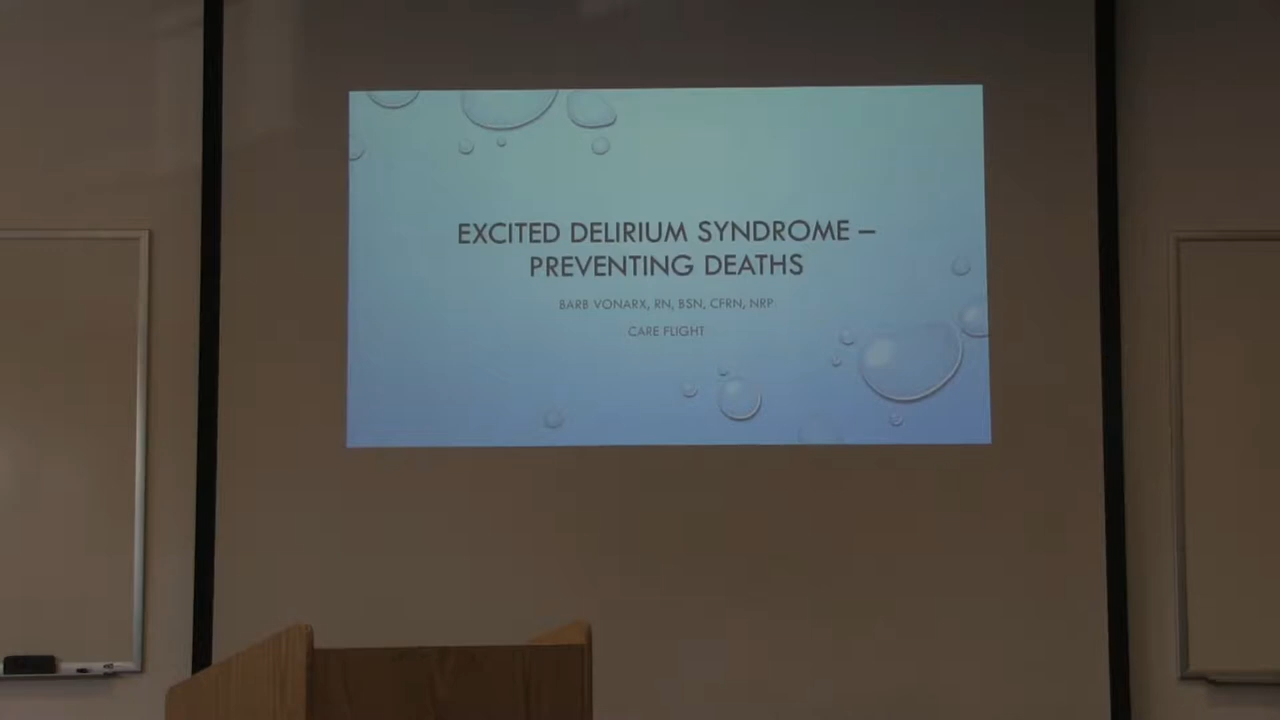 EXCITED DELIRIUM SYNDROME –
PREVENTING DEATHS
BARB VONARX, RN, BSN, CFRN, NRP
CARE FLIGHT